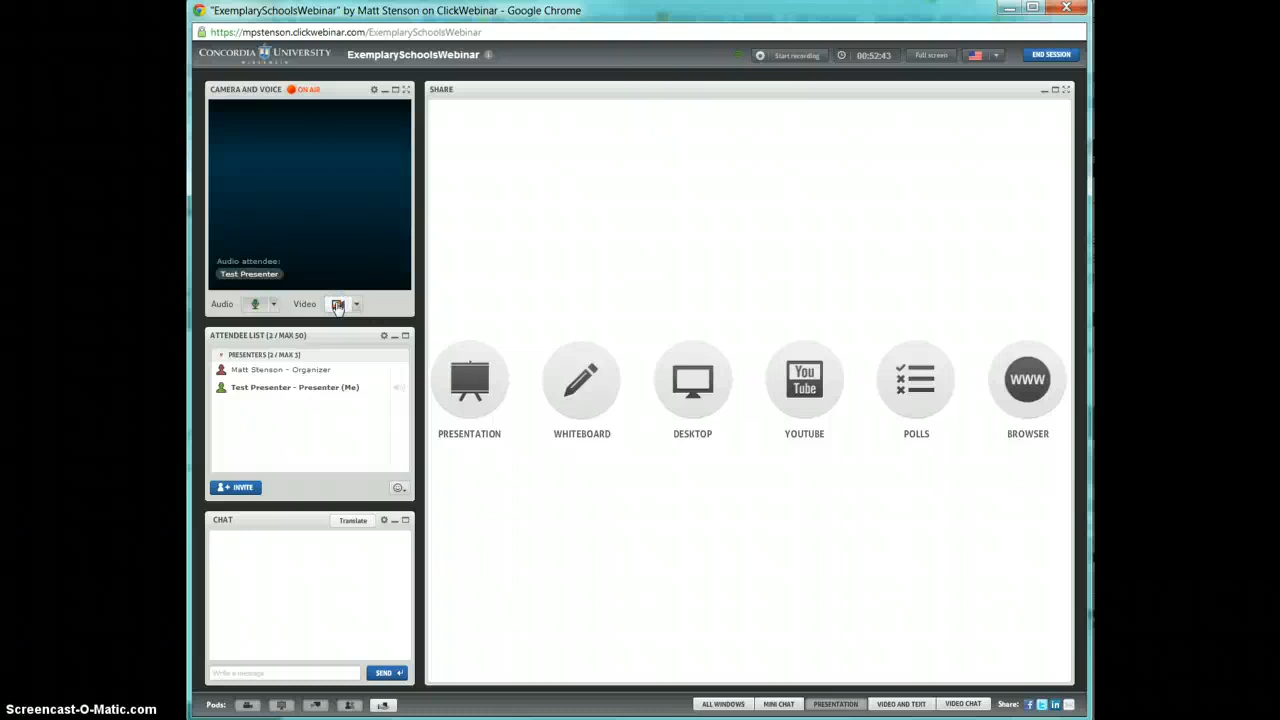 "ExemplarySchoolsWebinar" by Matt Stenson on ClickWebinar - Google Chrome
https://mpstenson.clickwebinar.com/ExemplarySchoolsWebinar
CONCORDIA UNIVERSITY
WISCONSIN
ExemplarySchoolsWebinar
Start recording
00:52:43
Full screen
END SESSION
CAMERA AND VOICE ON AIR
SHARE
Audio attendee:
Test Presenter
Audio Video
ATTENDEE LIST (2 / MAX 50)
PRESENTERS (2 / MAX 3)
Matt Stenson - Organizer
Test Presenter - Presenter (Me)
INVITE
You
Tube
WWW
PRESENTATION WHITEBOARD DESKTOP YOUTUBE POLLS BROWSER
CHAT Translate
Write a message SEND
Pods:
ALL WINDOWS MINI CHAT PRESENTATION VIDEO AND TEXT VIDEO CHAT Share:
Screencast-O-Matic.com